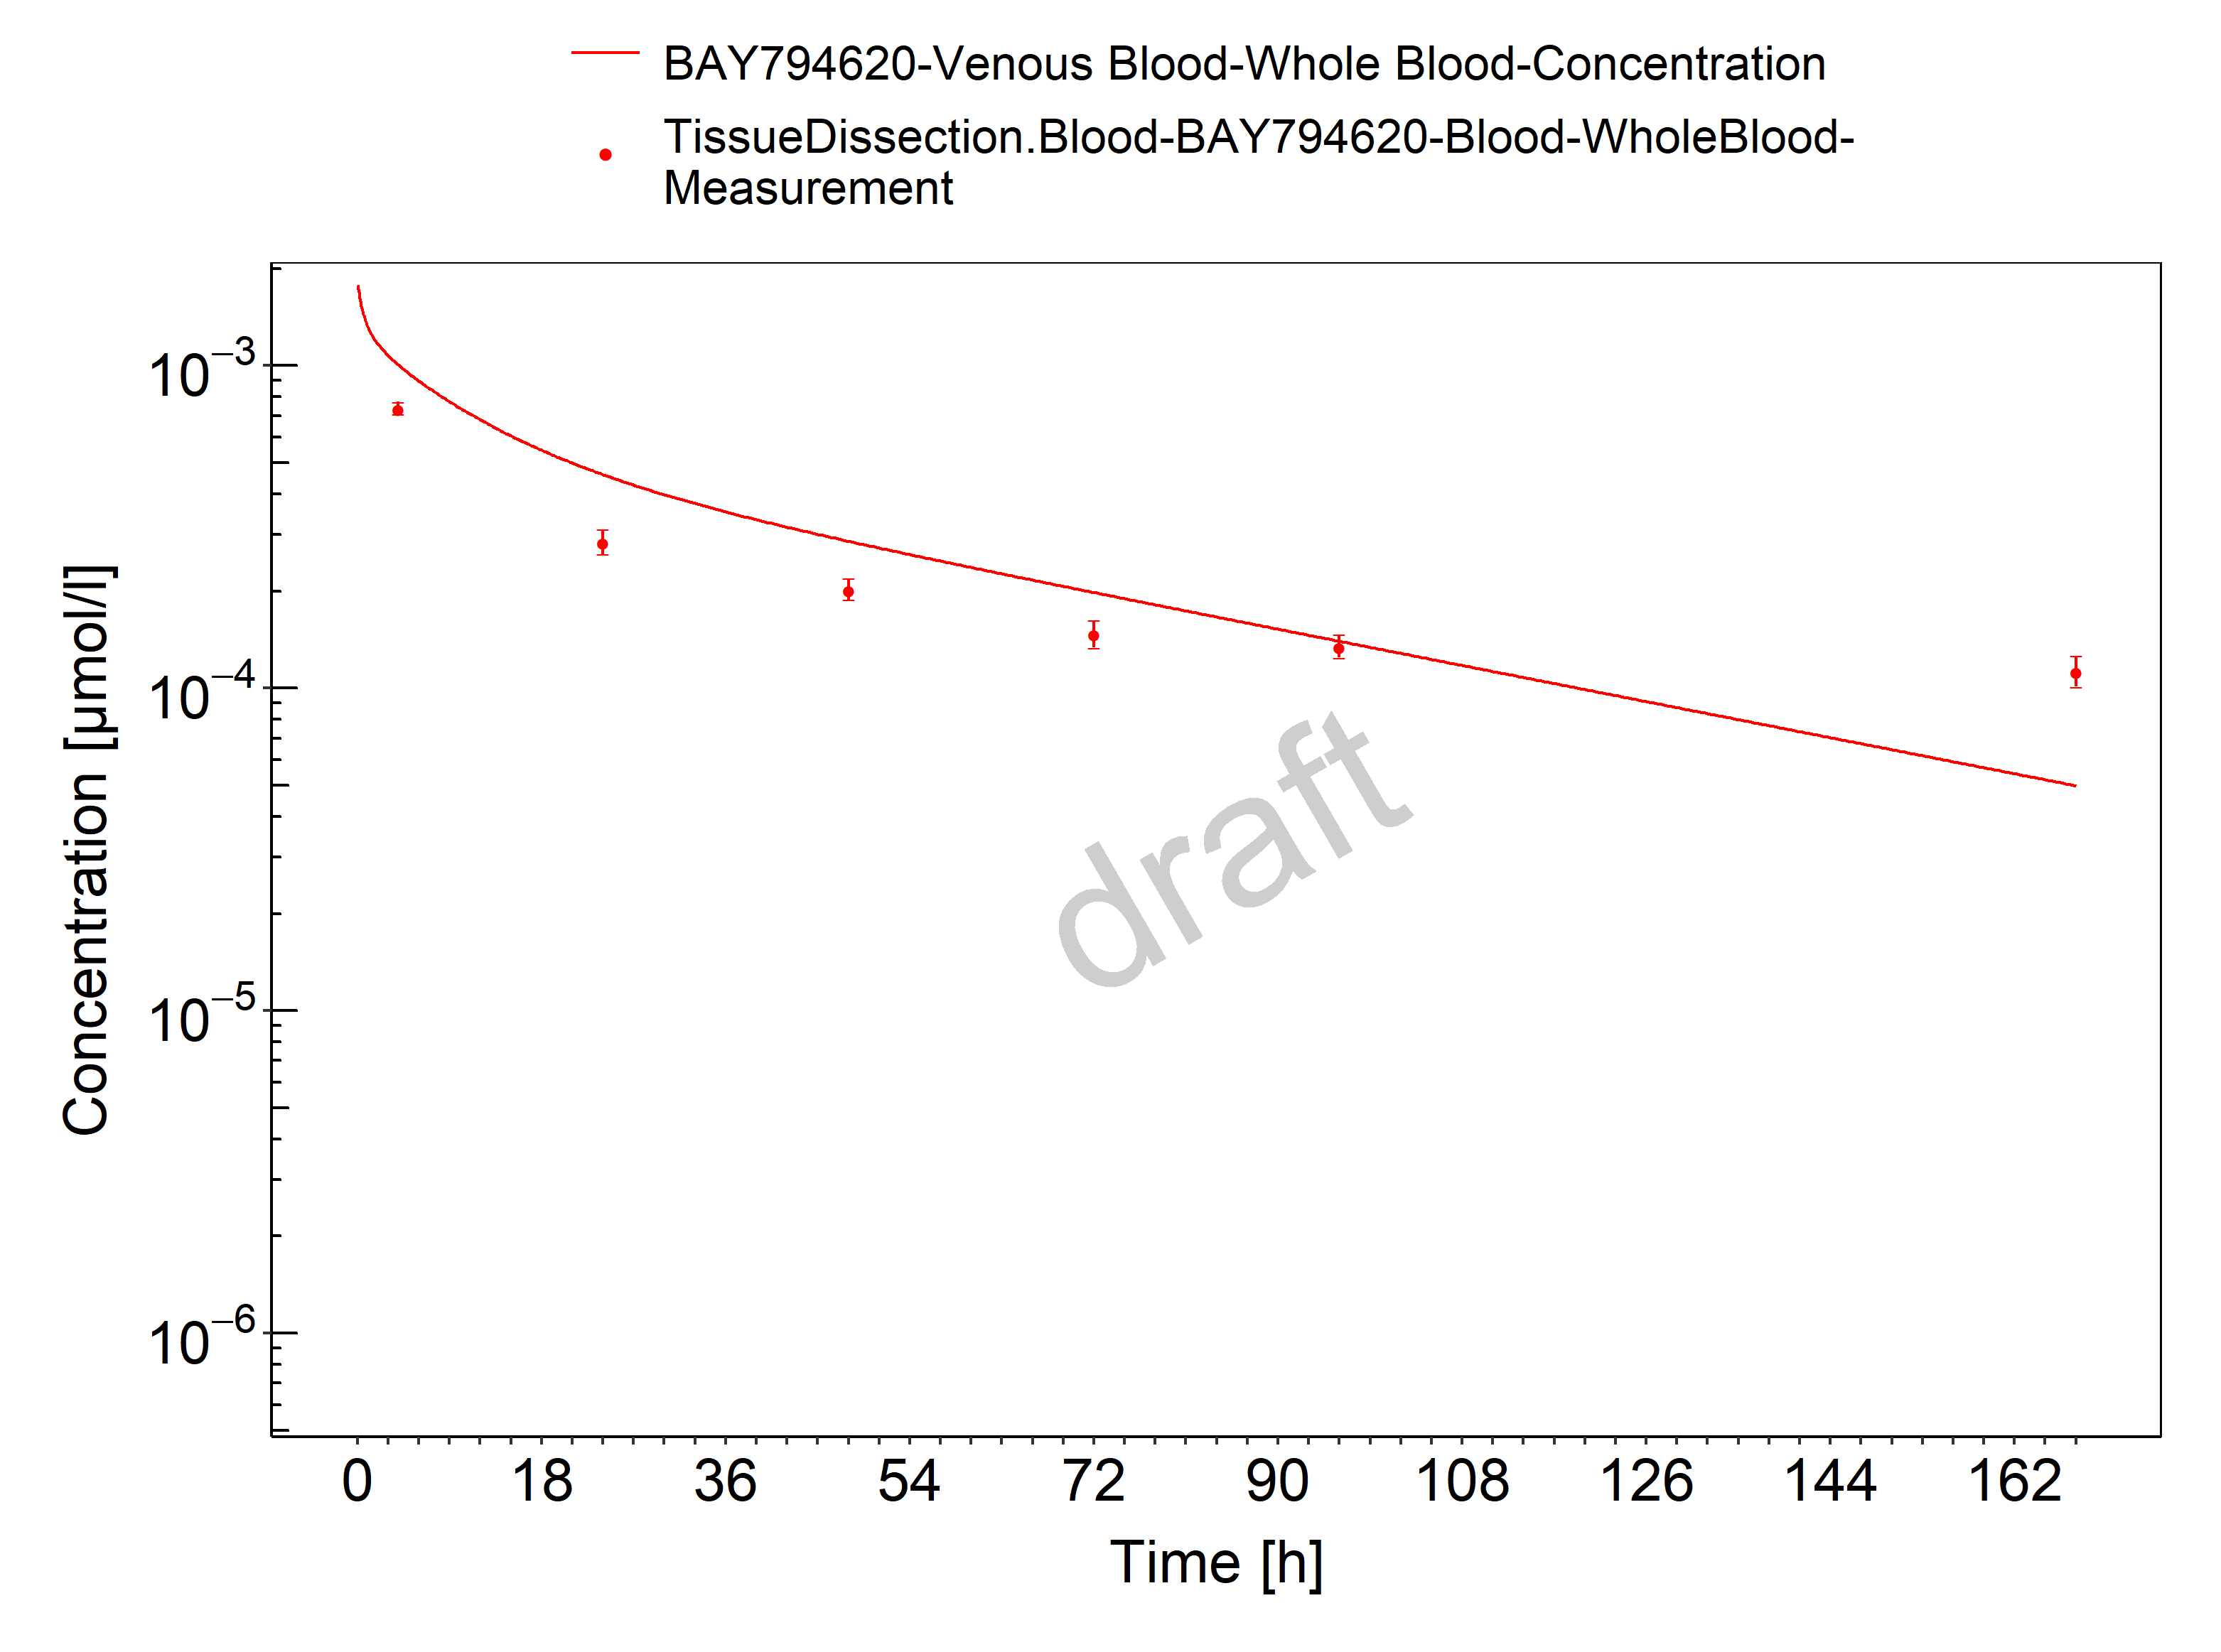 BAY794620-Venous Blood-Whole Blood-Concentration
TissueDissection.Blood-BAY794620-Blood-WholeBlood-
Measurement
Concentration [µmol/l]
10⁻³
10⁻⁴
10⁻⁵
10⁻⁶
draft
0 18 36 54 72 90 108 126 144 162
Time [h]